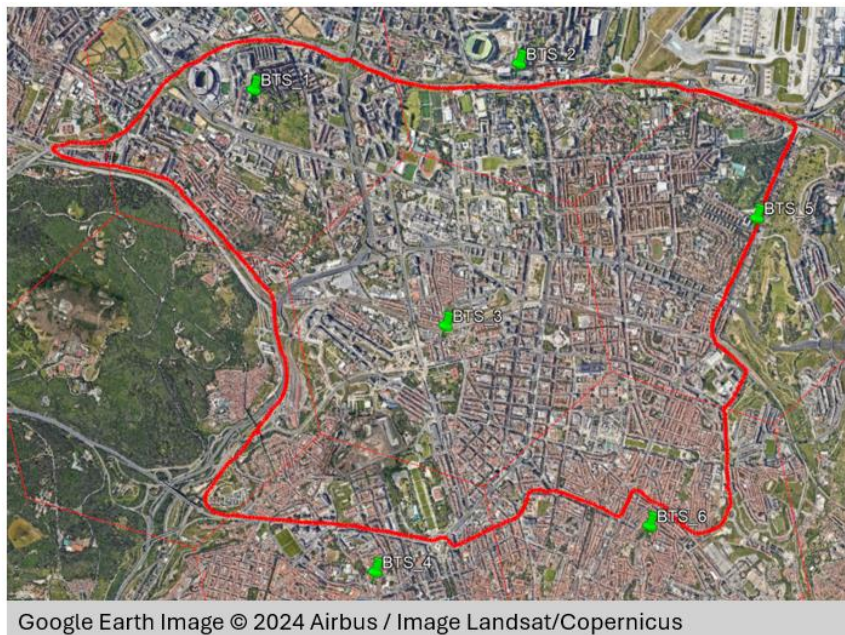 BTS_1
BTS_2
BTS_5
BTS_3
BTS_6
BTS_4
Google Earth Image © 2024 Airbus / Image Landsat/Copernicus